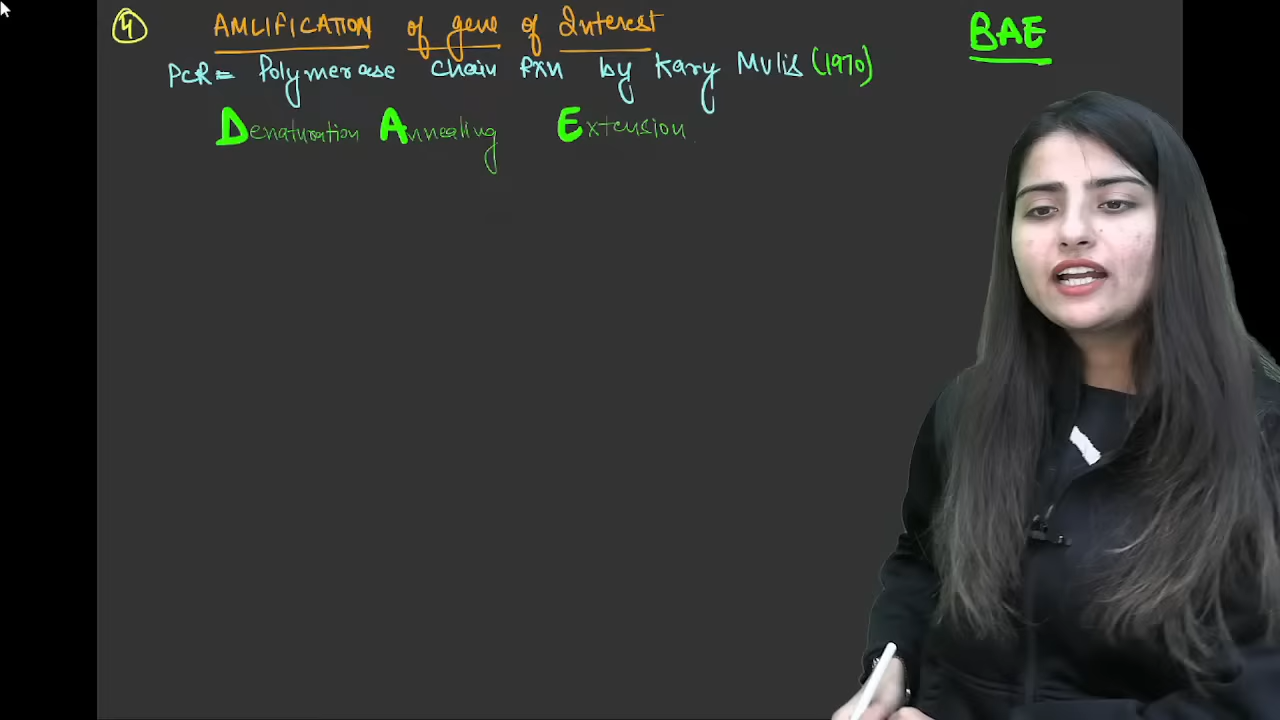 4 AMLIFICATION of gene of Interest
BAE
PCR= Polymerase Chain rxn by Kary Mulis (1970)
Denaturation Annealing Extension